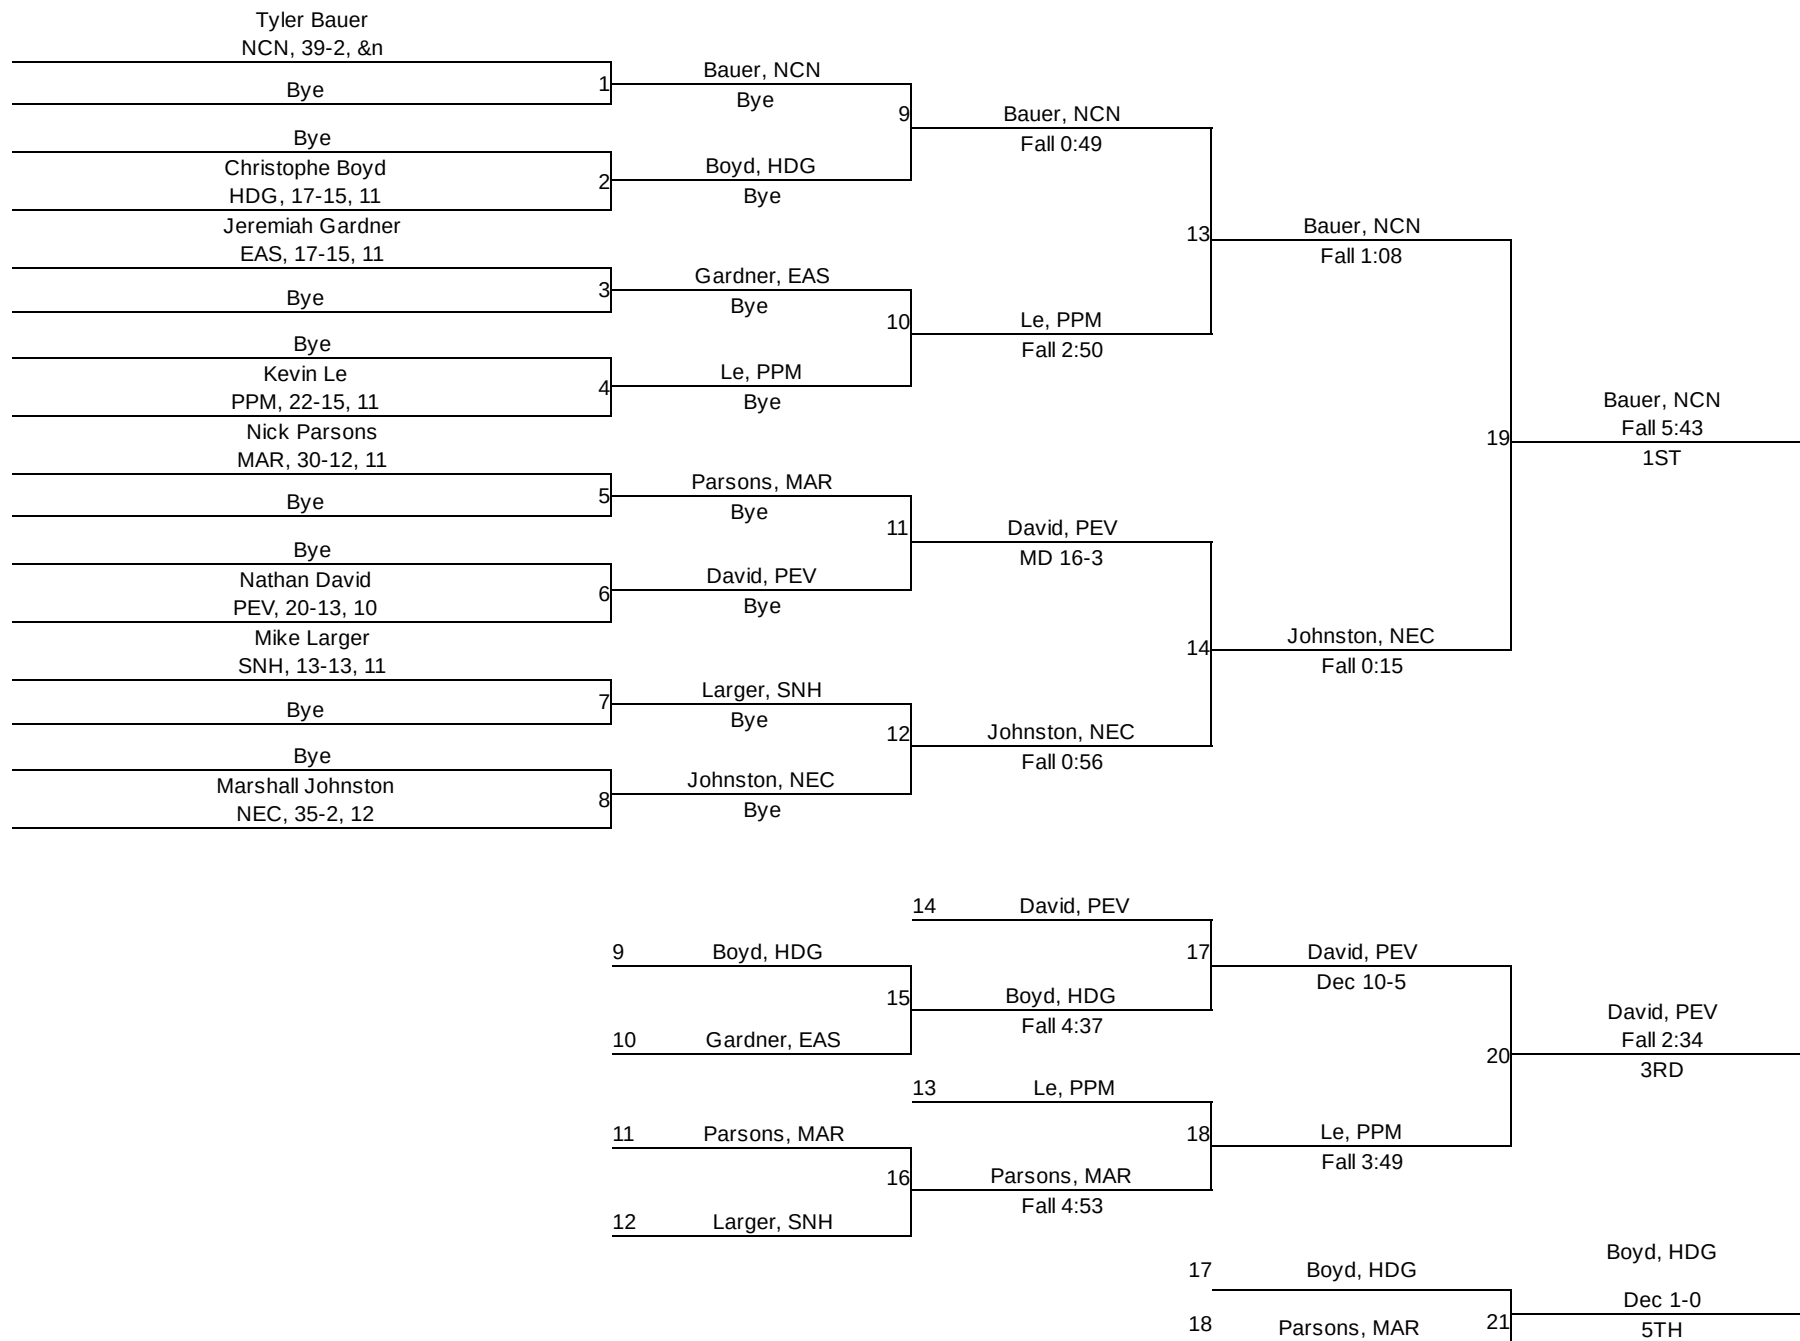 Tyler Bauer
NCN, 39-2, &n
Bye
1
Bye
Christophe Boyd
HDG, 17-15, 11
2
Jeremiah Gardner
EAS, 17-15, 11
Bye
3
Bye
Kevin Le
PPM, 22-15, 11
4
Nick Parsons
MAR, 30-12, 11
Bye
5
Bye
Nathan David
PEV, 20-13, 10
6
Mike Larger
SNH, 13-13, 11
Bye
7
Bye
Marshall Johnston
NEC, 35-2, 12
8
Bauer, NCN
Bye
9
Boyd, HDG
Bye
Gardner, EAS
Bye
10
Le, PPM
Bye
Parsons, MAR
Bye
11
David, PEV
Bye
Larger, SNH
Bye
12
Johnston, NEC
Bye
Bauer, NCN
Fall 0:49
13
Le, PPM
Fall 2:50
David, PEV
MD 16-3
14
Johnston, NEC
Fall 0:56
Bauer, NCN
Fall 1:08
19
Johnston, NEC
Fall 0:15
Bauer, NCN
Fall 5:43
1ST
9 Boyd, HDG
15
10 Gardner, EAS
11 Parsons, MAR
16
12 Larger, SNH
14 David, PEV
17
Boyd, HDG
Fall 4:37
13 Le, PPM
18
Parsons, MAR
Fall 4:53
David, PEV
Dec 10-5
20
Le, PPM
Fall 3:49
David, PEV
Fall 2:34
3RD
17 Boyd, HDG
21
18 Parsons, MAR
Boyd, HDG
Dec 1-0
5TH